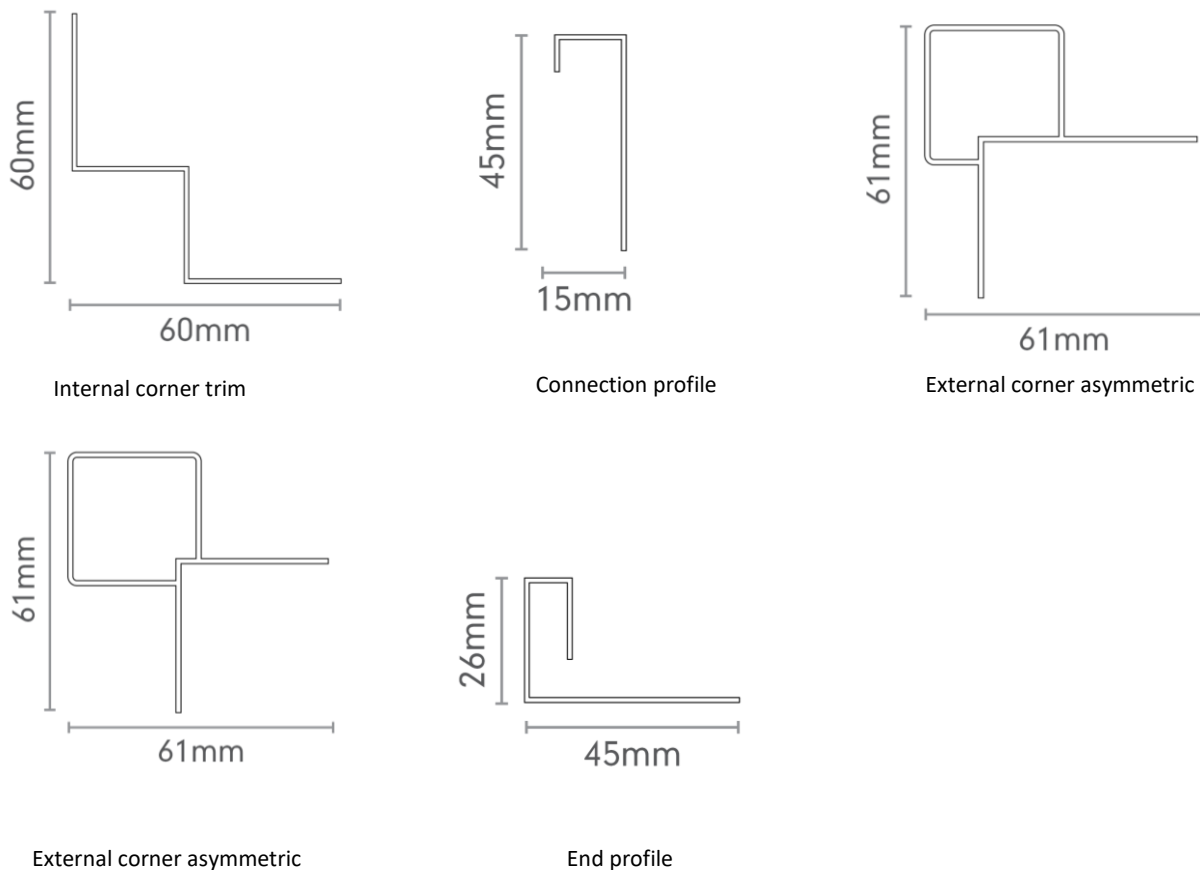 60mm
60mm
Internal corner trim
45mm
15mm
Connection profile
61mm
61mm
External corner asymmetric
61mm
61mm
External corner asymmetric
26mm
45mm
End profile